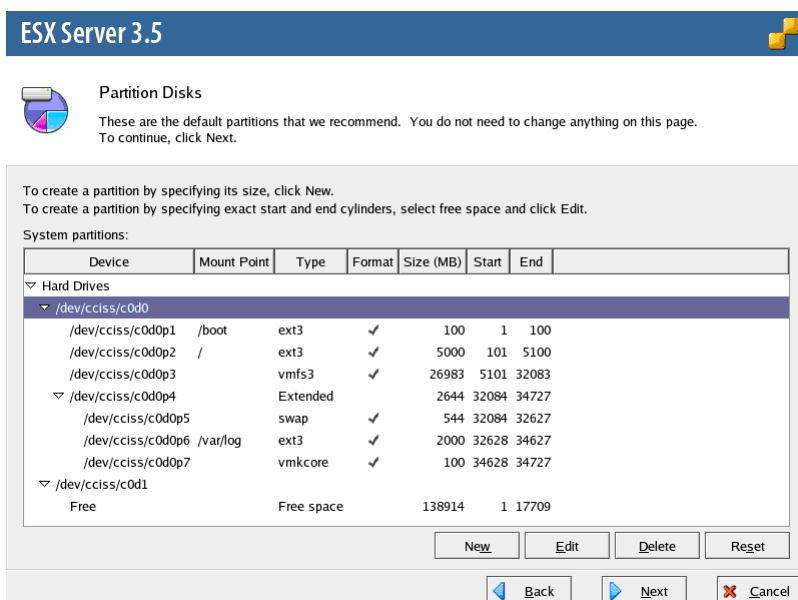 ESX Server 3.5
Partition Disks
These are the default partitions that we recommend. You do not need to change anything on this page.
To continue, click Next.
To create a partition by specifying its size, click New.
To create a partition by specifying exact start and end cylinders, select free space and click Edit.
System partitions:
Device Mount Point Type Format Size (MB) Start End
Hard Drives
/dev/cciss/c0d0
/dev/cciss/c0d0p1 /boot ext3 ✓ 100 1 100
/dev/cciss/c0d0p2 / ext3 ✓ 5000 101 5100
/dev/cciss/c0d0p3 vmfs3 ✓ 26983 5101 32083
/dev/cciss/c0d0p4 Extended 2644 32084 34727
/dev/cciss/c0d0p5 swap ✓ 544 32084 32627
/dev/cciss/c0d0p6 /var/log ext3 ✓ 2000 32628 34627
/dev/cciss/c0d0p7 vmkcore ✓ 100 34628 34727
/dev/cciss/c0d1
Free Free space 138914 1 17709
New Edit Delete Reset
Back Next Cancel